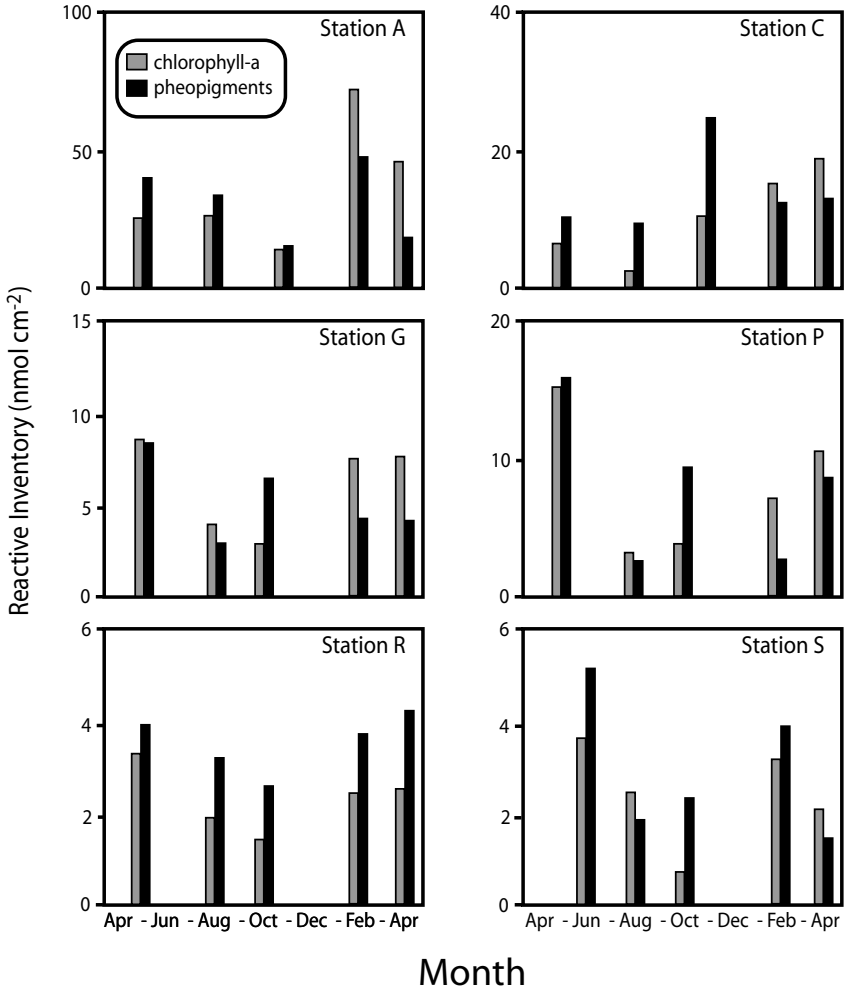 Reactive Inventory (nmol cm-2)
Station A
100
50
0
chlorophyll-a
pheopigments
Station C
40
20
0
Station G
15
10
5
0
Station P
20
10
0
Station R
6
4
2
0
Apr - Jun - Aug - Oct - Dec - Feb - Apr
Station S
6
4
2
0
Apr - Jun - Aug - Oct - Dec - Feb - Apr
Month